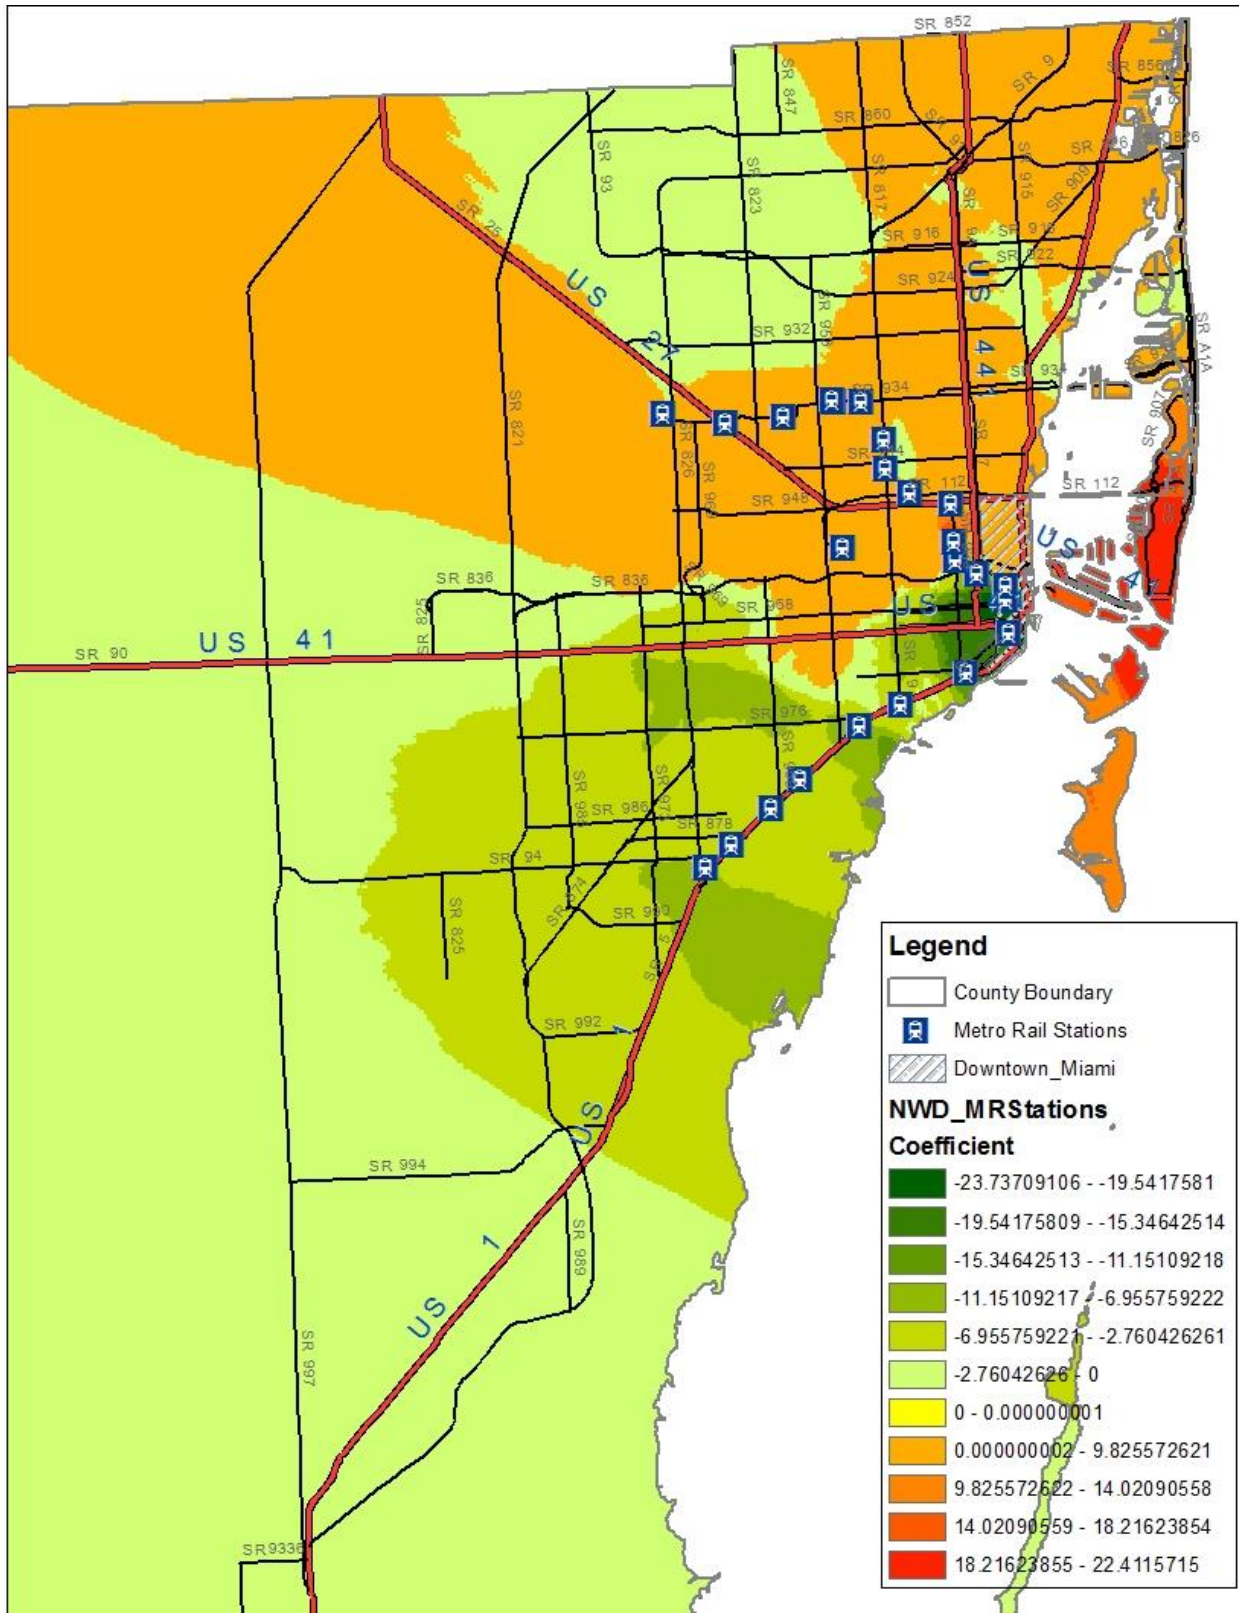 SR 852
SR 9
SR 856
SR 847
SR 860
SR 826
SR 93
SR 823
SR 817
SR 915
SR 909
SR 25
SR 916
SR 916
SR 922
US
SR 924
US
27
SR 932
441
SR A1A
SR 934
SR 934
SR 907
SR 821
SR 826
SR 969
SR 112
SR 112
SR 948
US
41
SR 836
SR 836
SR 825
SR 968
US
US 41
SR 90
SR 976
SR 986
SR 878
SR 94
SR 825
SR 990
SR 5
SR 992
1
US
SR 994
1
SR 989
US
SR 997
SR9336
Legend
County Boundary
Metro Rail Stations
Downtown_Miami
NWD_MRStations
Coefficient
-23.73709106 - -19.5417581
-19.54175809 - -15.34642514
-15.34642513 - -11.15109218
-11.15109217 - -6.955759222
-6.955759221 - -2.760426261
-2.76042626 - 0
0 - 0.000000001
0.000000002 - 9.825572621
9.825572622 - 14.02090558
14.02090559 - 18.21623854
18.21623855 - 22.4115715